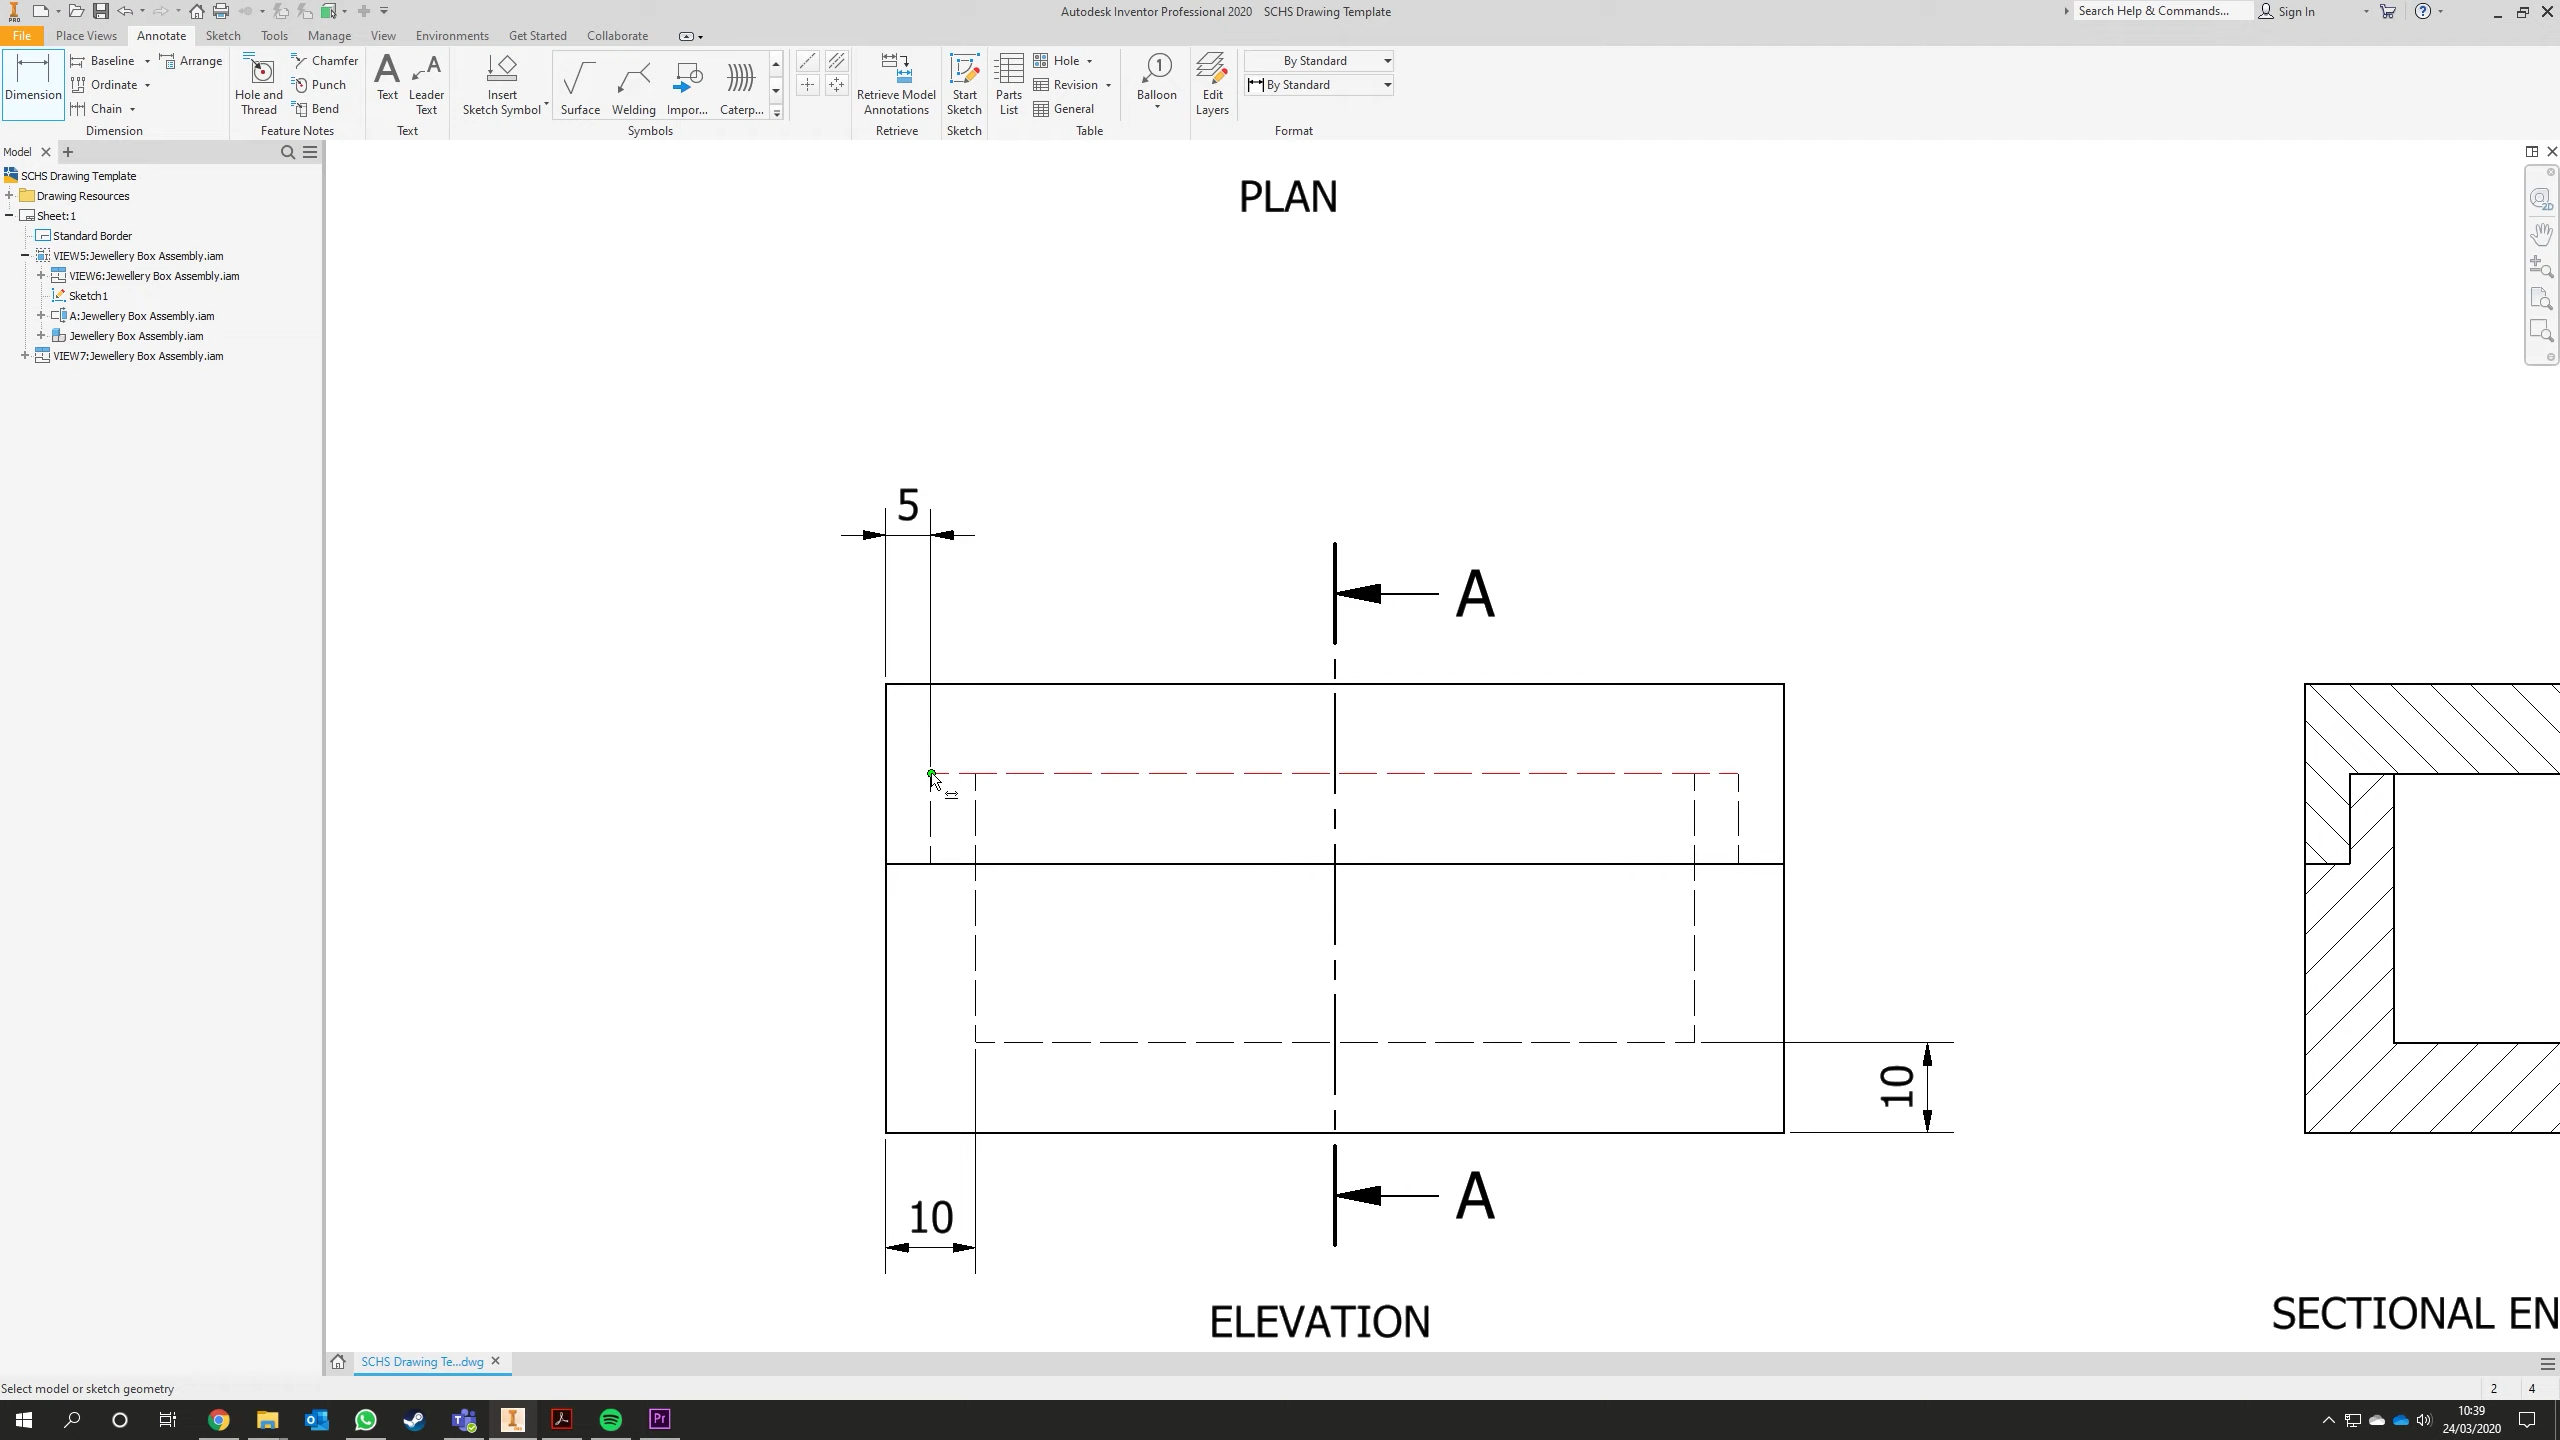 Autodesk Inventor Professional 2020 SCHS Drawing Template
Search Help & Commands...
Sign In
PRO
File Place Views Annotate Sketch Tools Manage View Environments Get Started Collaborate
Dimension
Baseline
Ordinate
Chain
Arrange
Dimension
Hole and Thread
Chamfer
Punch
Bend
Feature Notes
Text
Leader Text
Text
Insert Sketch Symbol
Surface
Welding
Impor...
Caterp...
Symbols
Retrieve Model Annotations
Retrieve
Start Sketch
Sketch
Parts List
Hole
Revision
General
Table
1
Balloon
Edit Layers
By Standard
By Standard
Format
Model
SCHS Drawing Template
Drawing Resources
Sheet:1
Standard Border
VIEW5:Jewellery Box Assembly.iam
VIEW6:Jewellery Box Assembly.iam
Sketch1
A:Jewellery Box Assembly.iam
Jewellery Box Assembly.iam
VIEW7:Jewellery Box Assembly.iam
2D
PLAN
5
A
10
10
A
ELEVATION
SECTIONAL EN
SCHS Drawing Te...dwg
Select model or sketch geometry
2 4
10:39
24/03/2020